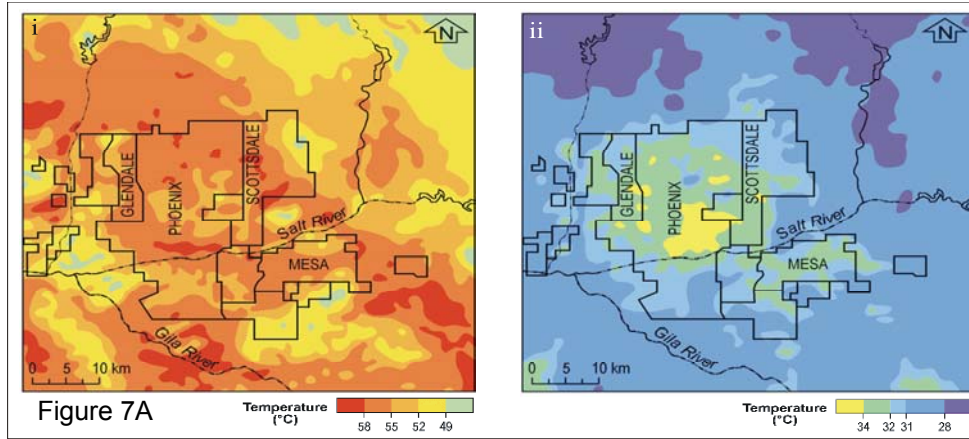 i
N
GLENDALE
PHOENIX
SCOTTSDALE
Salt River
MESA
Gila River
0 5 10 km
Figure 7A
Temperature
(°C)
58 55 52 49
ii
N
GLENDALE
PHOENIX
SCOTTSDALE
Salt River
MESA
Gila River
0 5 10 km
Temperature
(°C)
34 32 31 28